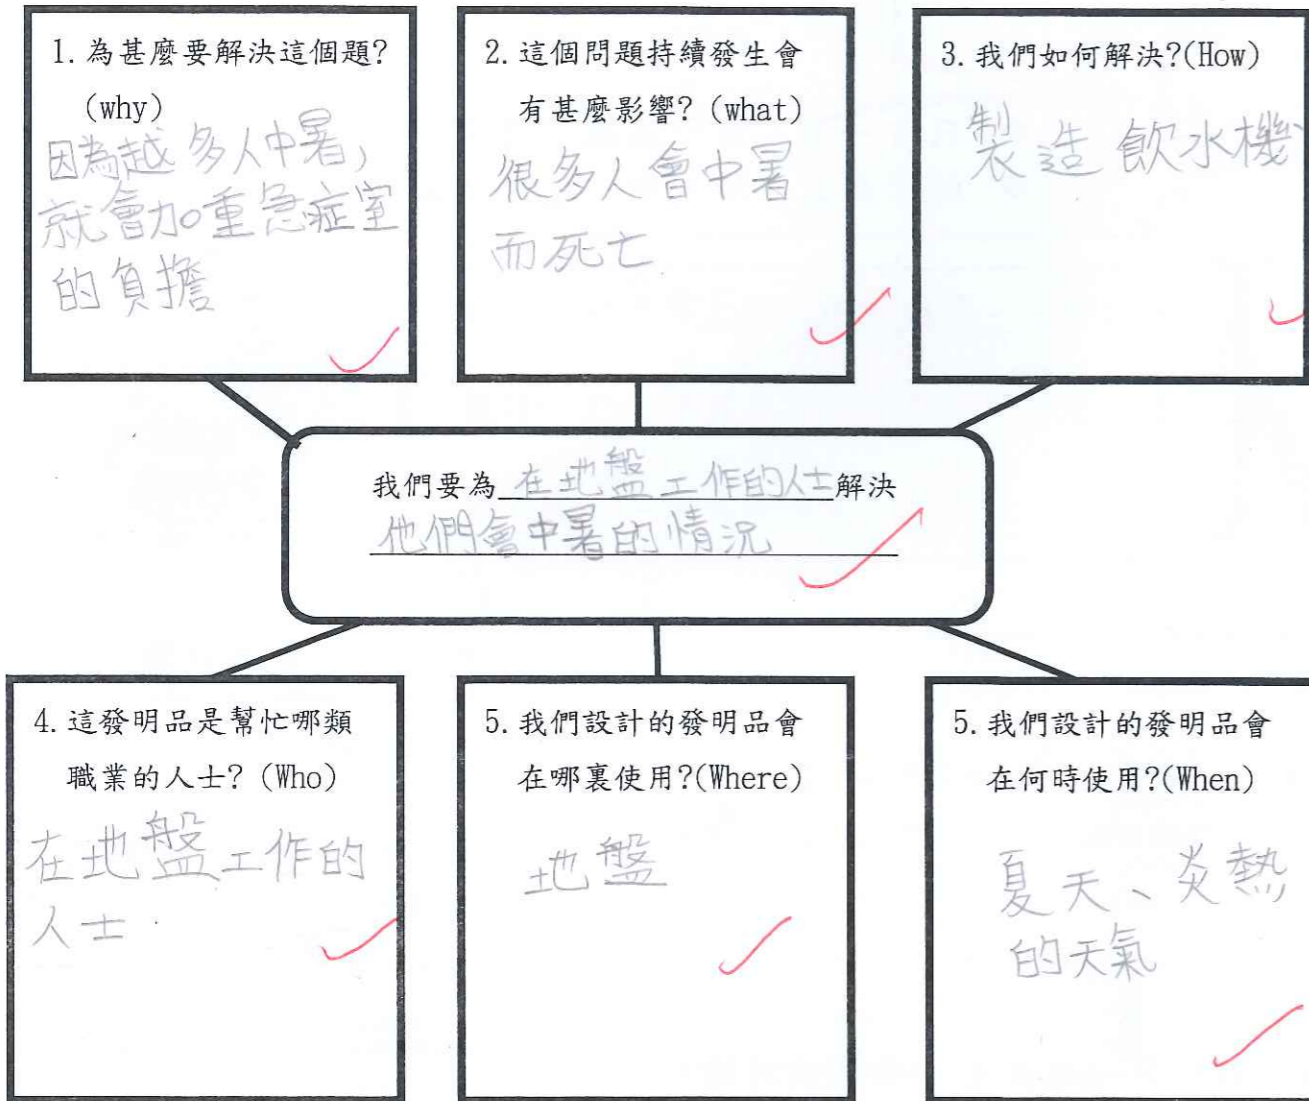 1. 為甚麼要解決這個題?
(why)
因為越多人中暑,
就會加重急症室
的負擔
2. 這個問題持續發生會
有甚麼影響? (what)
很多人會中暑
而死亡
3. 我們如何解決?(How)
製造飲水機
我們要為在地盤工作的人士解決
他們會中暑的情況
4. 這發明品是幫忙哪類
職業的人士? (Who)
在地盤工作的
人士
5. 我們設計的發明品會
在哪裏使用?(Where)
地盤
5. 我們設計的發明品會
在何時使用?(When)
夏天、炎熱
的天氣